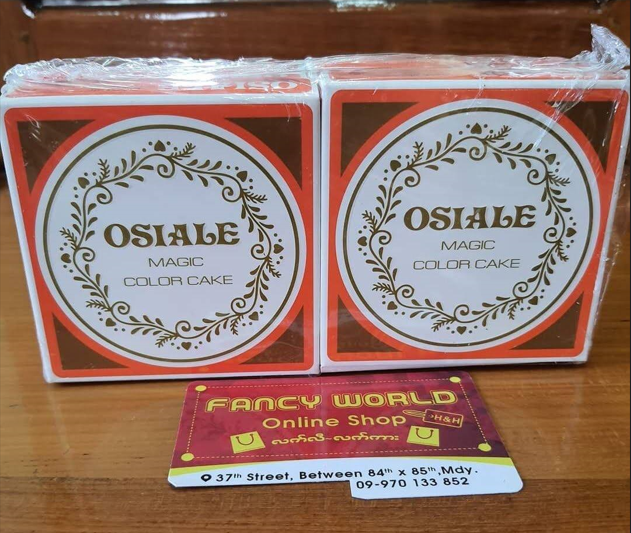 OSIALE
MAGIC
COLOR CAKE
OSIALE
MAGIC
COLOR CAKE
FANCY WORLD
Online Shop
H&H
လက်လီ-လက်ကား
37th Street, Between 84th x 85th, Mdy.
09-970 133 852